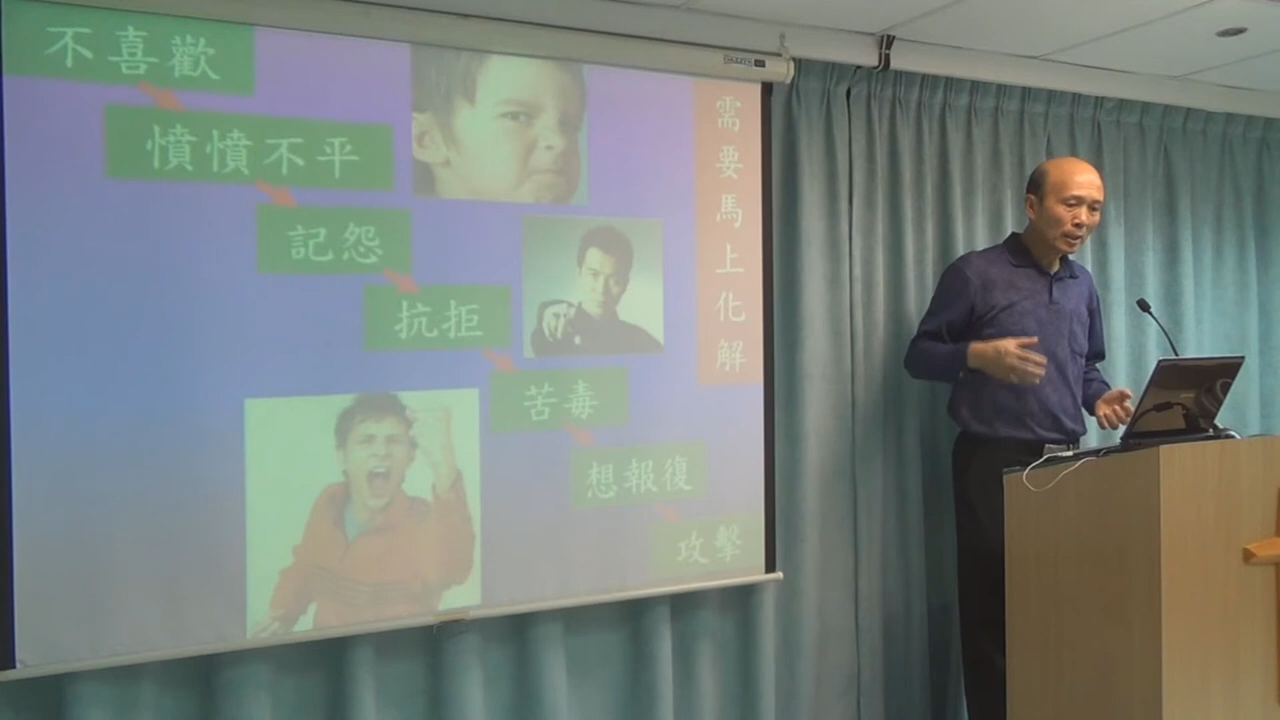 不喜歡
憤憤不平
記怨
抗拒
苦毒
想報復
攻擊
需要馬上化解